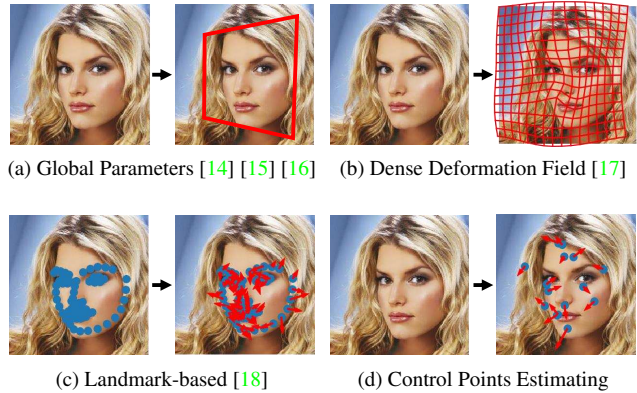 (a) Global Parameters [14] [15] [16]
(b) Dense Deformation Field [17]
(c) Landmark-based [18]
(d) Control Points Estimating